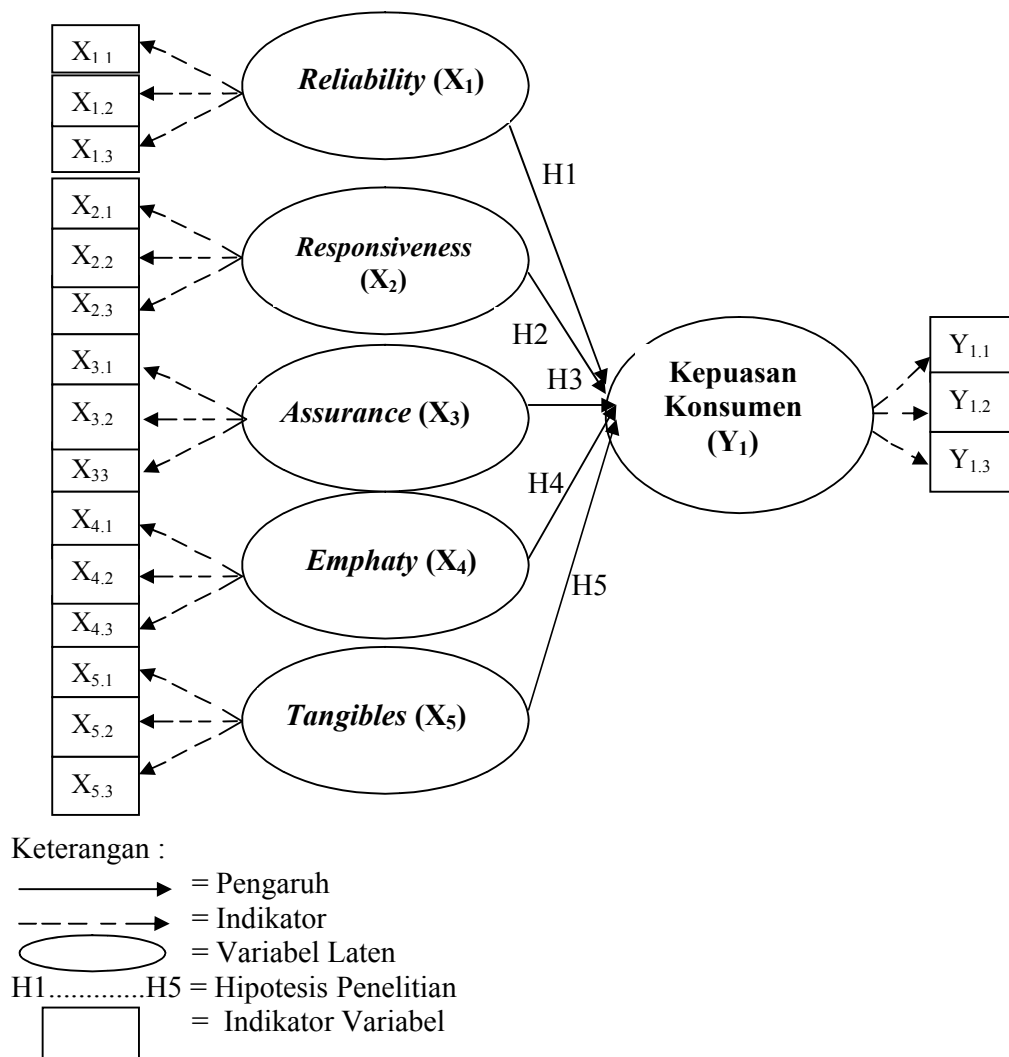 X1 1
X1.2
X1.3
X2.1
X2.2
X2.3
X3.1
X3.2
X33
X4.1
X4.2
X4.3
X5.1
X5.2
X5.3
Reliability (X1)
Responsiveness
(X2)
Assurance (X3)
Emphaty (X4)
Tangibles (X5)
H1
H2
H3
H4
H5
Kepuasan
Konsumen
(Y1)
Y1.1
Y1.2
Y1.3
Keterangan :
= Pengaruh
= Indikator
= Variabel Laten
H1.............H5 = Hipotesis Penelitian
= Indikator Variabel